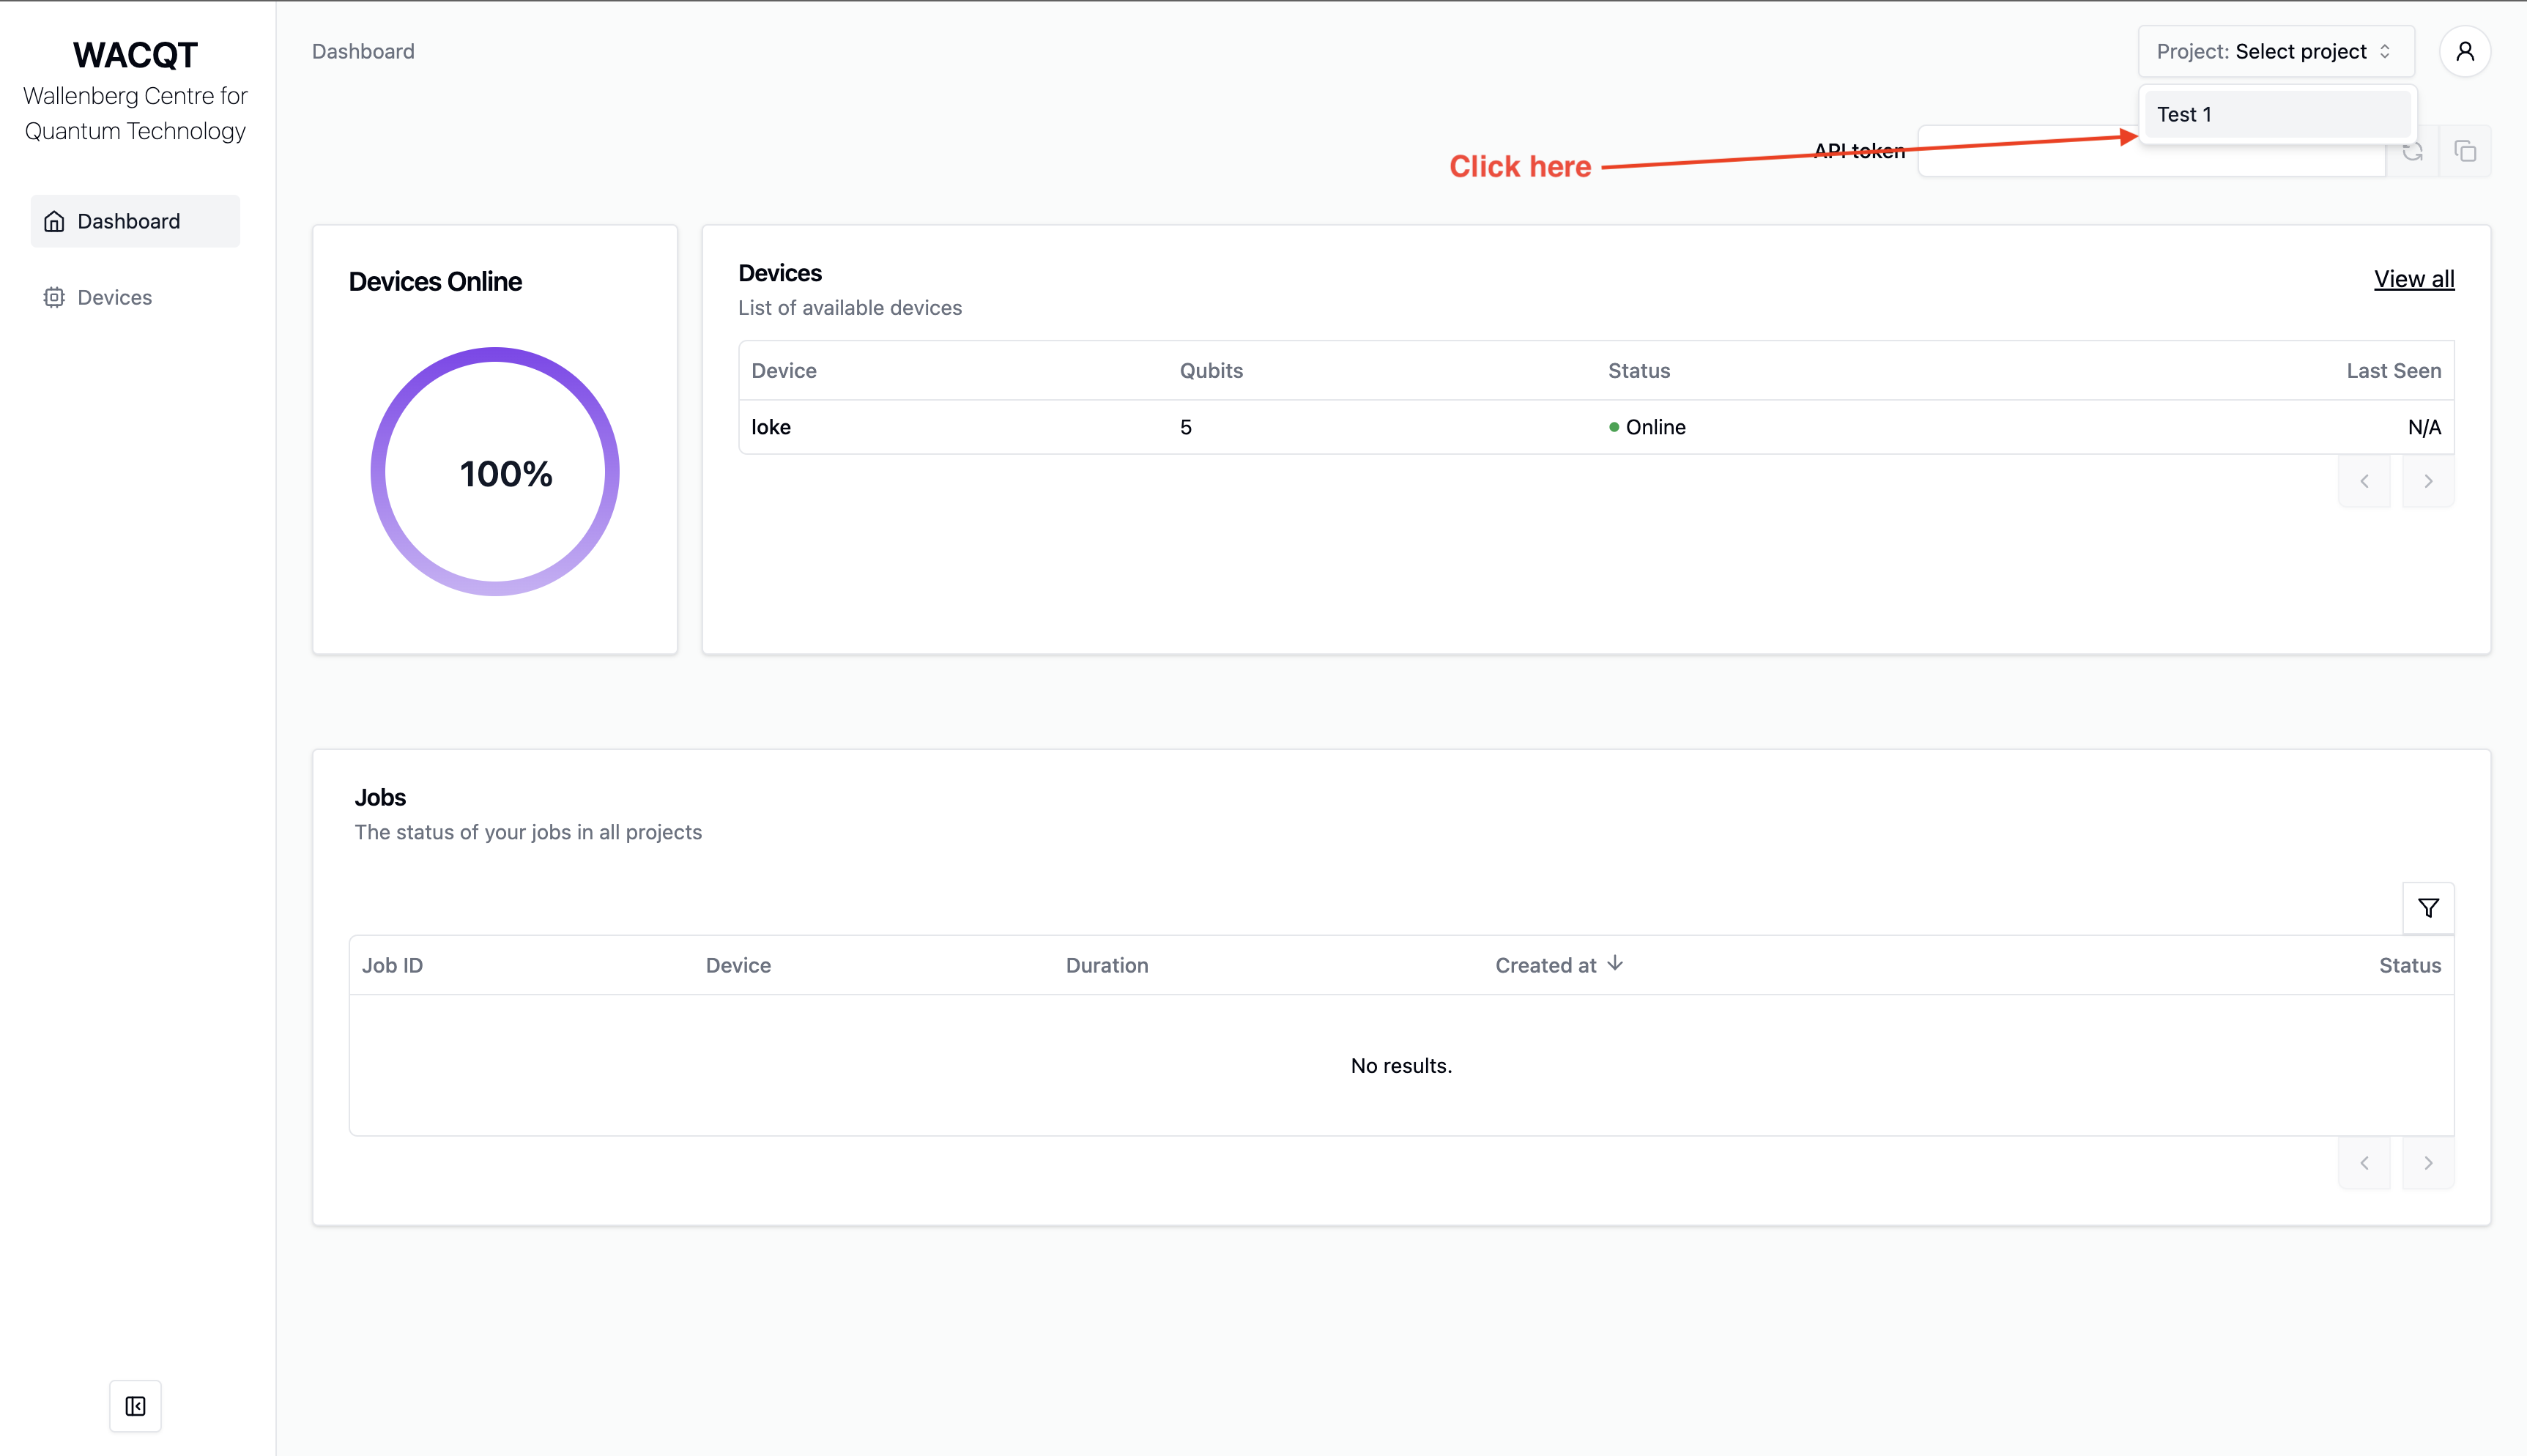 WACQT
Wallenberg Centre for
Quantum Technology
Dashboard
Devices
Dashboard
Project: Select project
Test 1
API token
Click here
Devices Online
100%
Devices
List of available devices
View all
Device Qubits Status Last Seen
loke 5 Online N/A
Jobs
The status of your jobs in all projects
Job ID Device Duration Created at Status
No results.